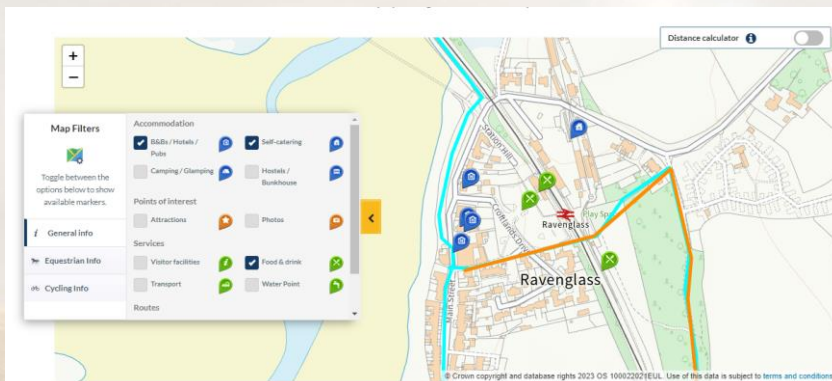 Distance calculator i
+
−
Map Filters
Toggle between the
options below to show
available markers.
i General info
Equestrian Info
Cycling Info
Accommodation
B&Bs / Hotels /
Pubs
Self-catering
Camping / Glamping
Hostels /
Bunkhouse
Points of interest
Attractions
Photos
Services
Visitor facilities
Food & drink
Transport
Water Point
Routes
Station Hill
Croftlands Drive
Ravenglass
Play Sp
Ravenglass
Main Street
© Crown copyright and database rights 2023 OS 100022021EUL. Use of this data is subject to terms and conditions